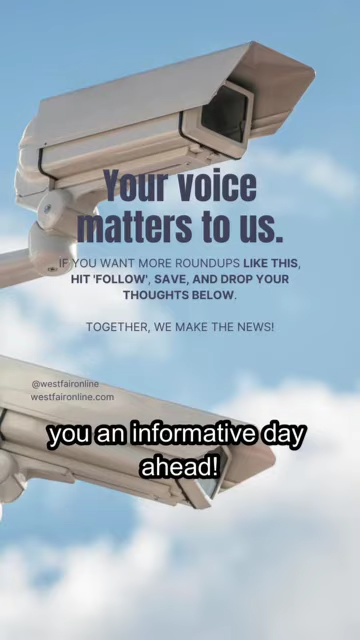 Your voice
matters to us.
IF YOU WANT MORE ROUNDUPS LIKE THIS,
HIT 'FOLLOW', SAVE, AND DROP YOUR
THOUGHTS BELOW.
TOGETHER, WE MAKE THE NEWS!
@westfaironline
westfaironline.com
you an informative day
ahead!